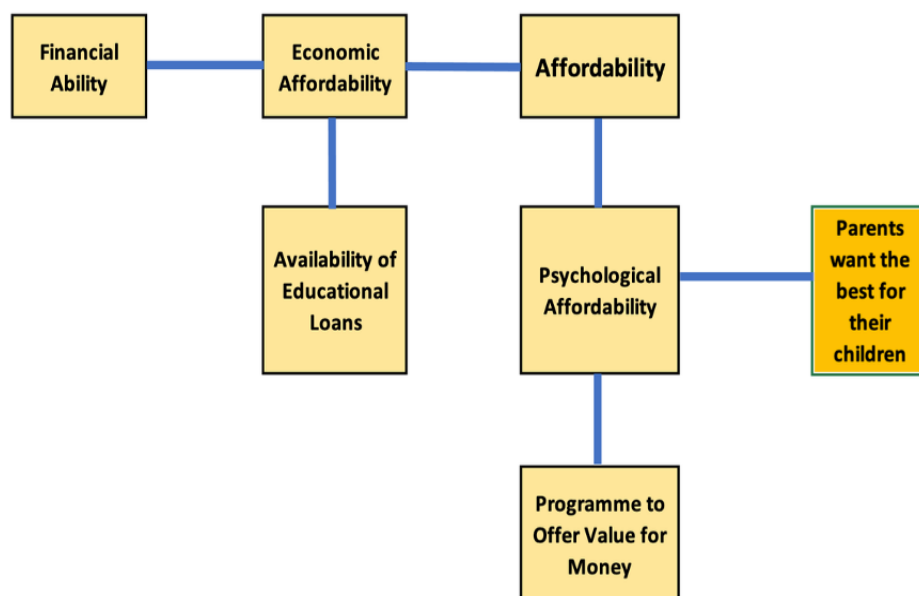 Financial
Ability
Economic
Affordability
Affordability
Availability of
Educational
Loans
Psychological
Affordability
Parents
want the
best for
their
children
Programme to
Offer Value for
Money